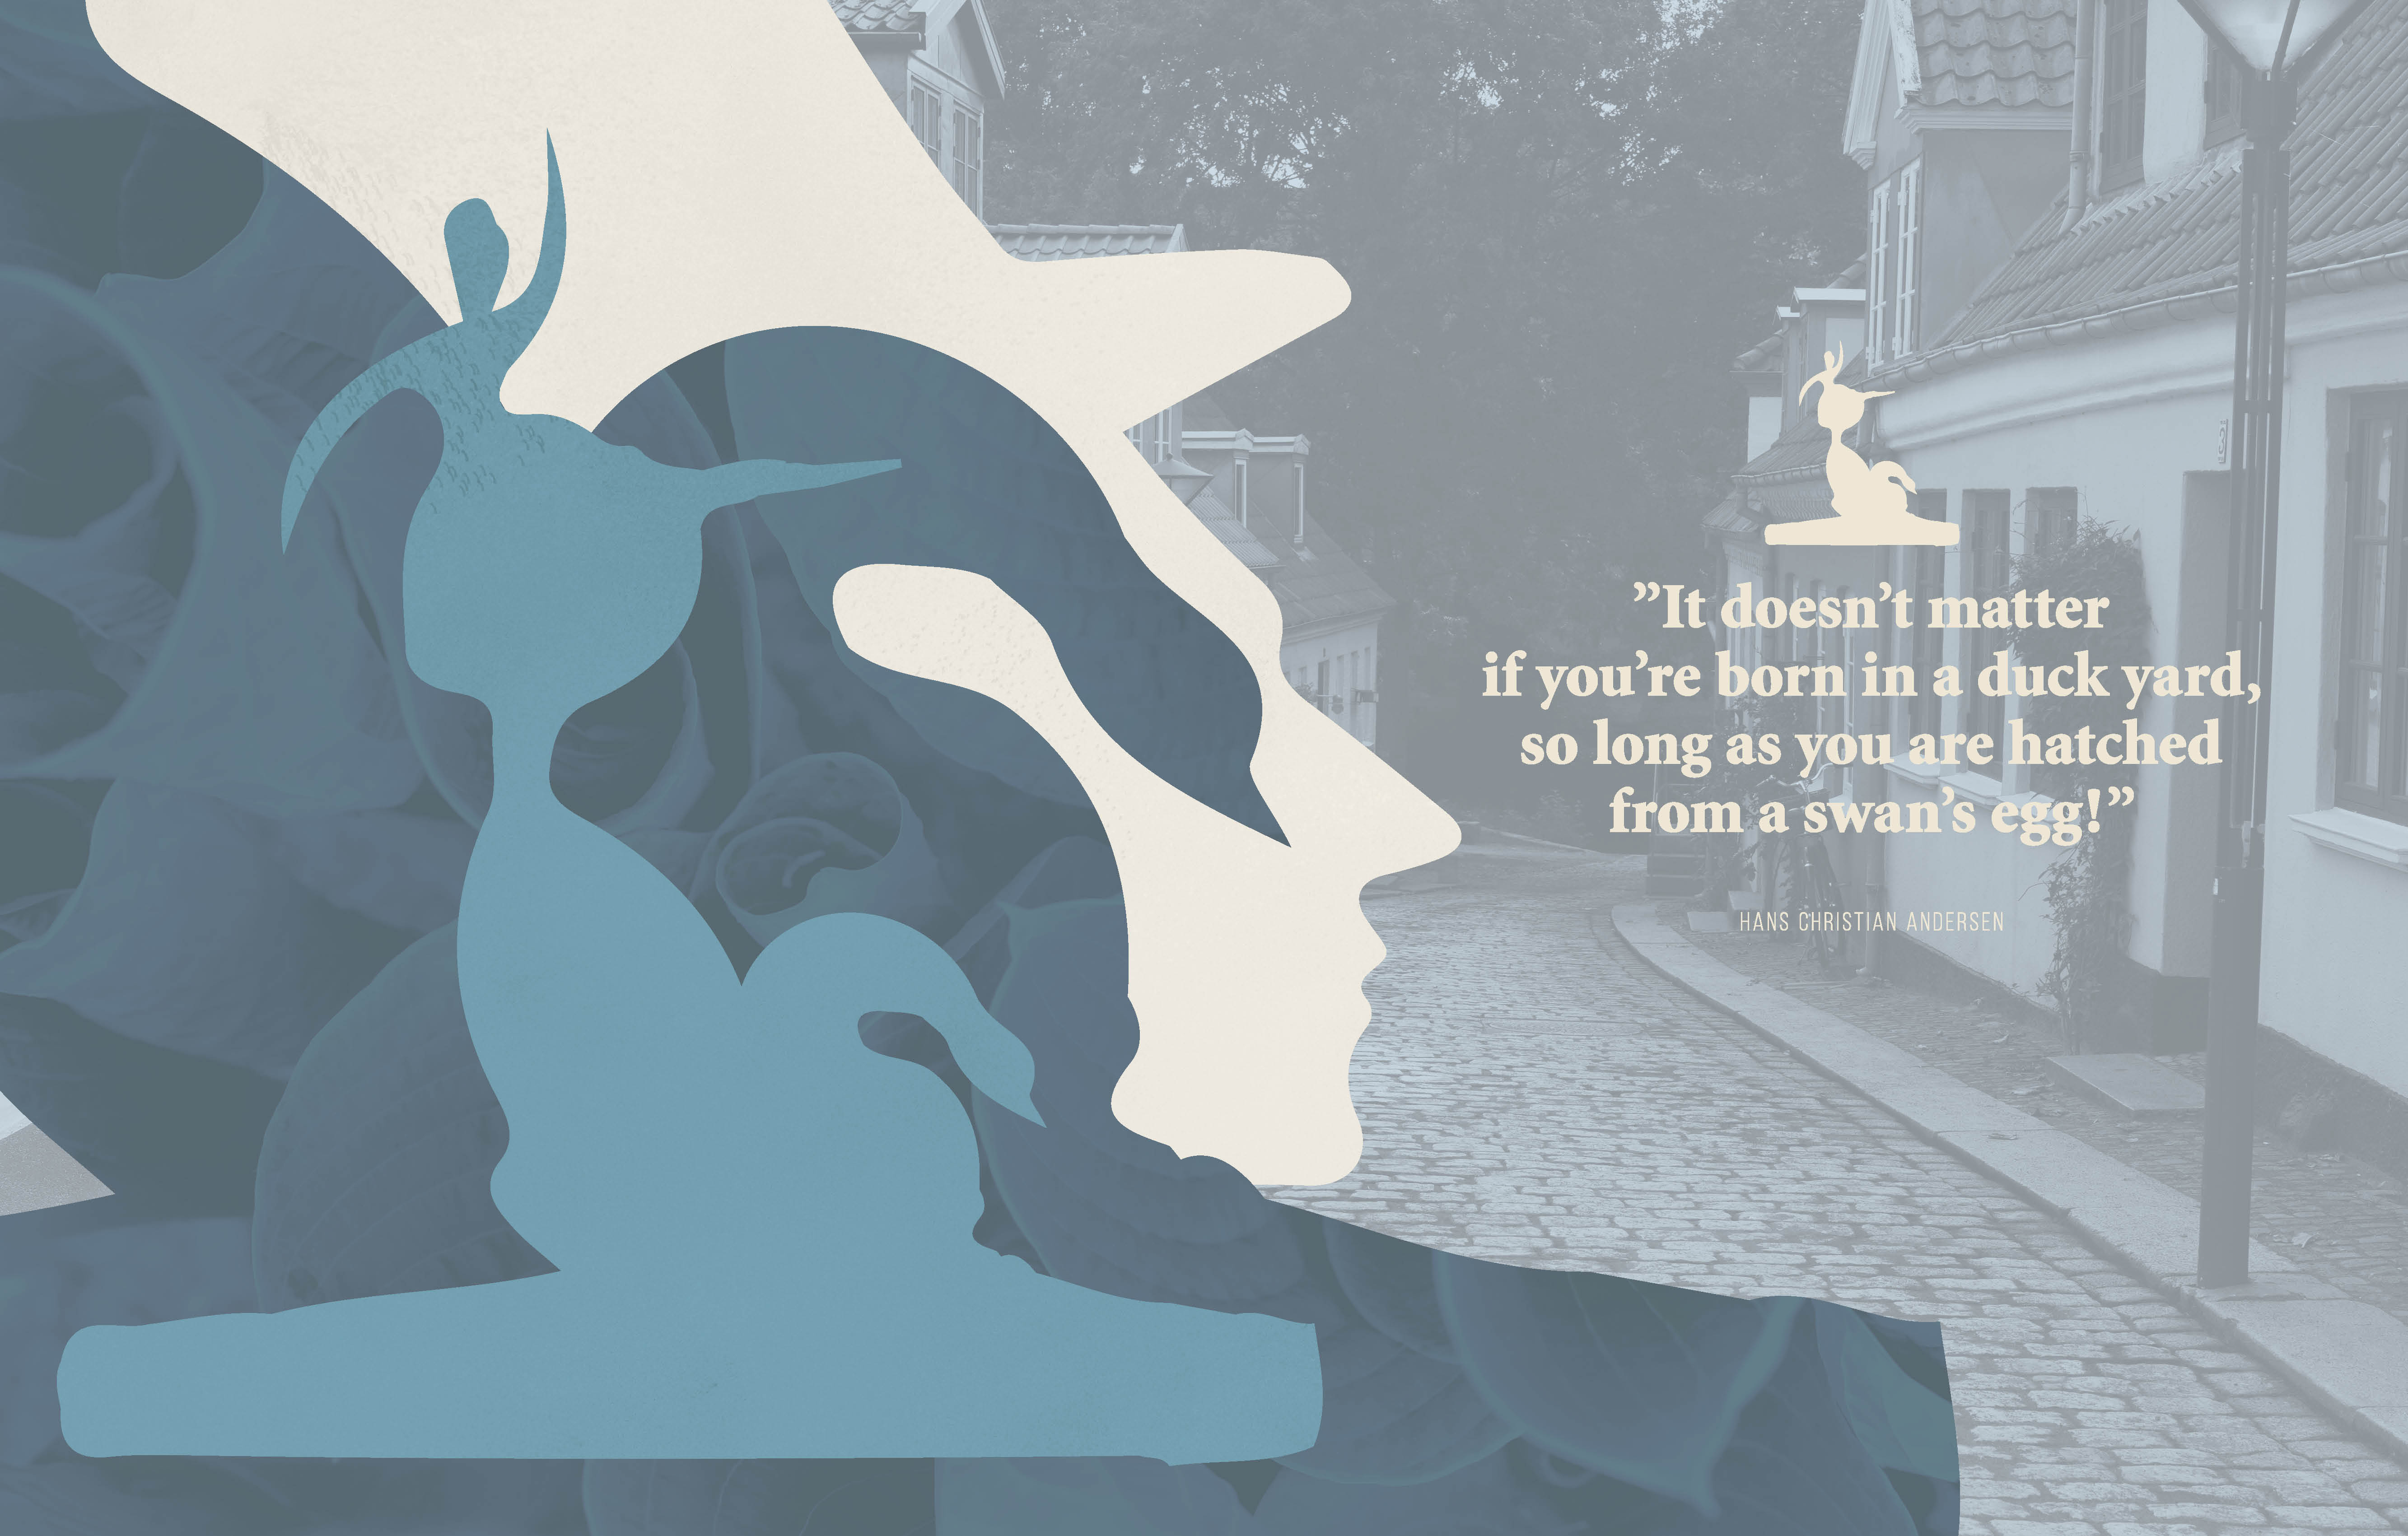 ”It doesn’t matter
if you’re born in a duck yard,
so long as you are hatched
from a swan’s egg!”
HANS CHRISTIAN ANDERSEN
3